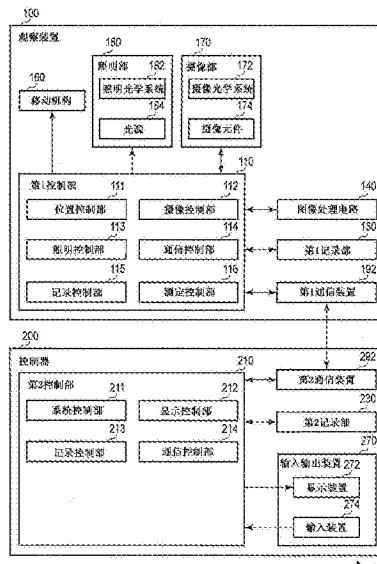 100
观察装置
180
170
照明部
摄像部
160
182
172
移动机构
照明光学系统
摄像光学系统
184
174
光源
摄像元件
110
第1控制部
111
112
140
位置控制部
摄像控制部
图像处理电路
113
114
130
照明控制部
通信控制部
第1记录部
115
116
192
记录控制部
测定控制部
第1通信装置
200
控制器
210
292
第2控制部
第2通信装置
211
212
230
系统控制部
显示控制部
第2记录部
213
214
270
记录控制部
通信控制部
输入输出装置
272
显示装置
274
输入装置